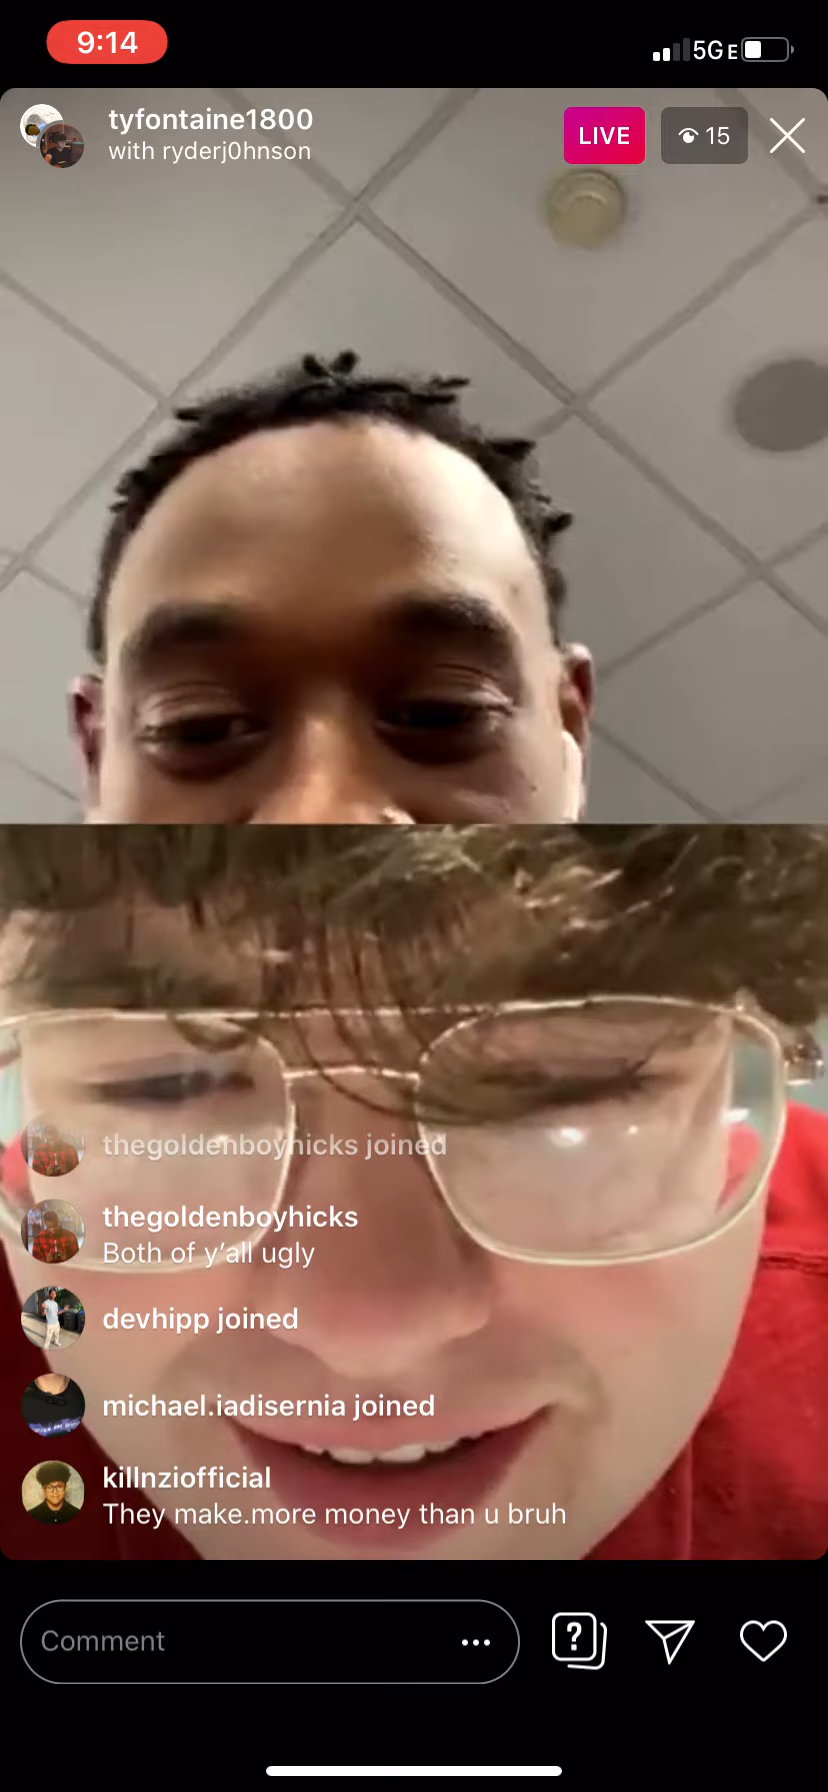 9:14
5GE
tyfontaine1800
with ryderj0hnson
LIVE
15
thegoldenboyhicks joined
thegoldenboyhicks
Both of y'all ugly
devhipp joined
michael.iadisernia joined
killnziofficial
They make.more money than u bruh
Comment